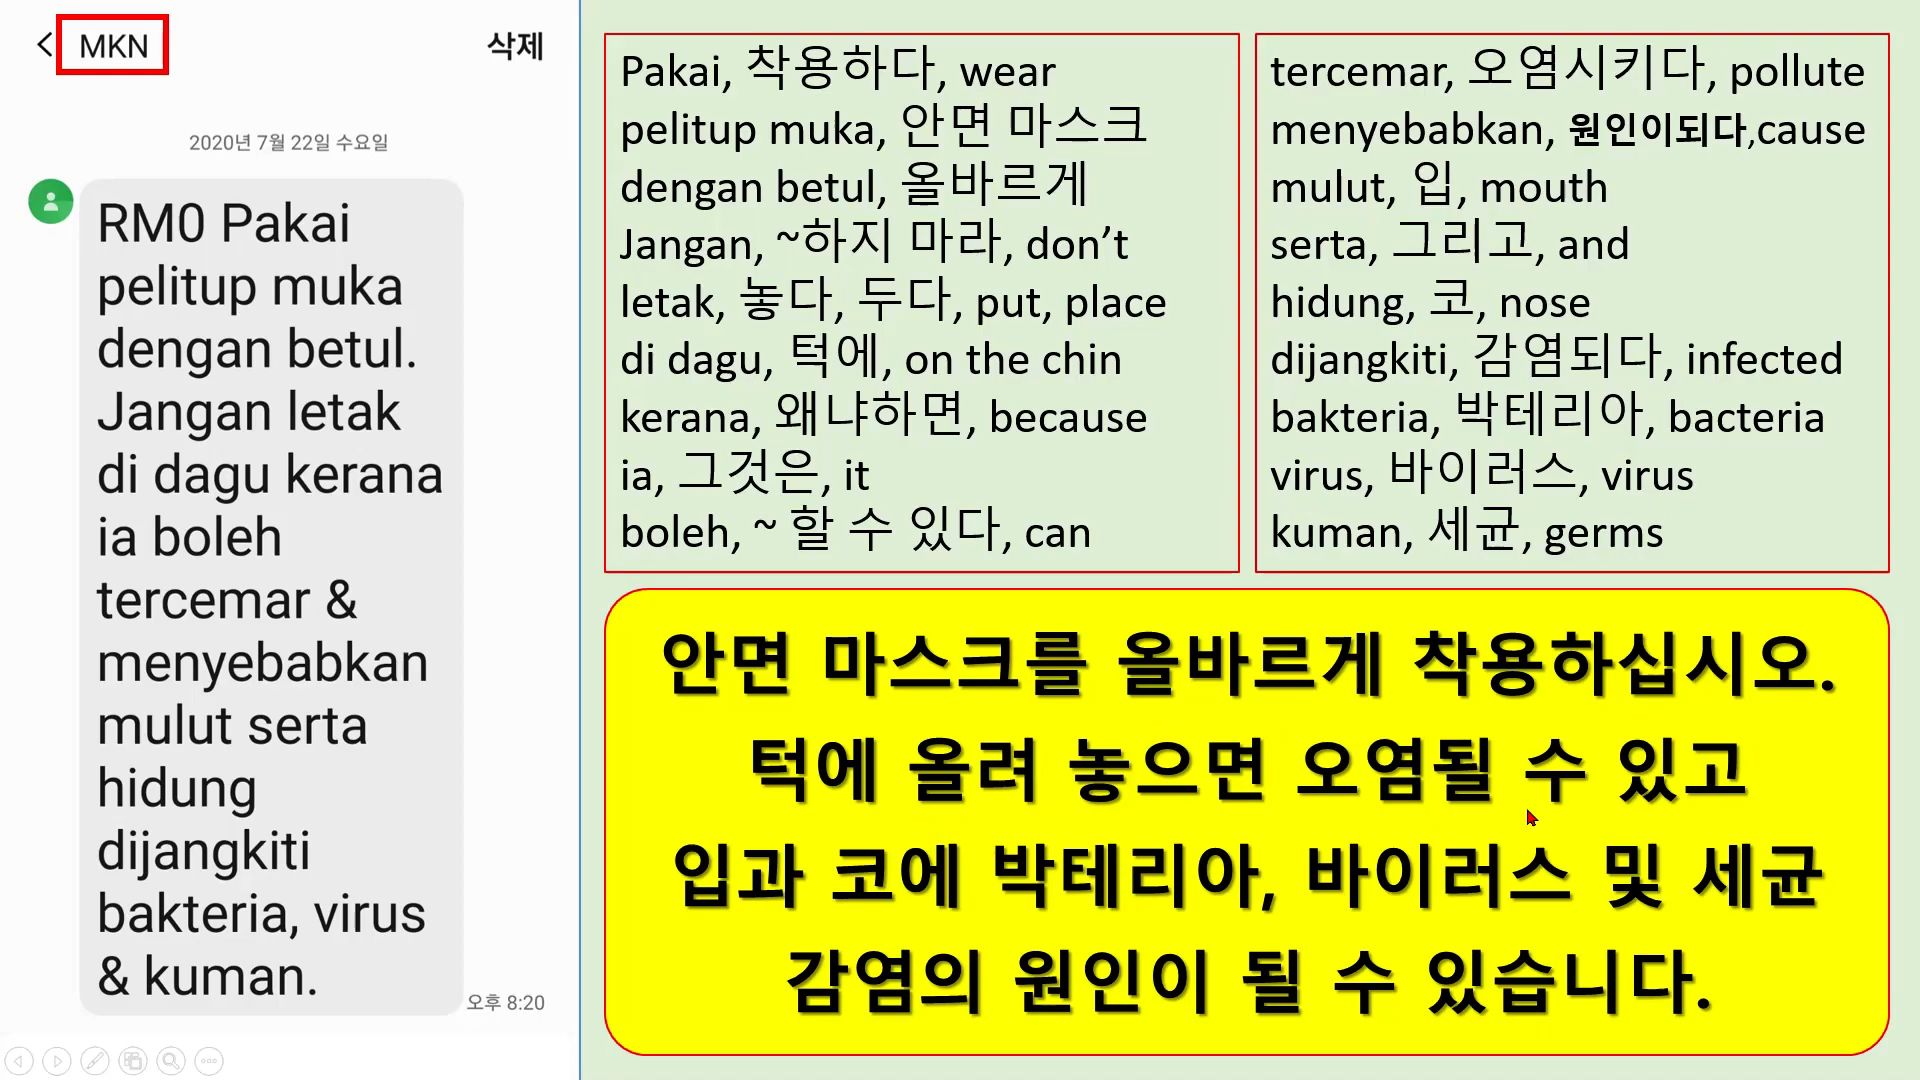 MKN
삭제
2020년 7월 22일 수요일
RM0 Pakai
pelitup muka
dengan betul.
Jangan letak
di dagu kerana
ia boleh
tercemar &
menyebabkan
mulut serta
hidung
dijangkiti
bakteria, virus
& kuman.
오후 8:20
Pakai, 착용하다, wear
pelitup muka, 안면 마스크
dengan betul, 올바르게
Jangan, ~하지 마라, don’t
letak, 놓다, 두다, put, place
di dagu, 턱에, on the chin
kerana, 왜냐하면, because
ia, 그것은, it
boleh, ~ 할 수 있다, can
tercemar, 오염시키다, pollute
menyebabkan, 원인이되다,cause
mulut, 입, mouth
serta, 그리고, and
hidung, 코, nose
dijangkiti, 감염되다, infected
bakteria, 박테리아, bacteria
virus, 바이러스, virus
kuman, 세균, germs
안면 마스크를 올바르게 착용하십시오.
턱에 올려 놓으면 오염될 수 있고
입과 코에 박테리아, 바이러스 및 세균
감염의 원인이 될 수 있습니다.